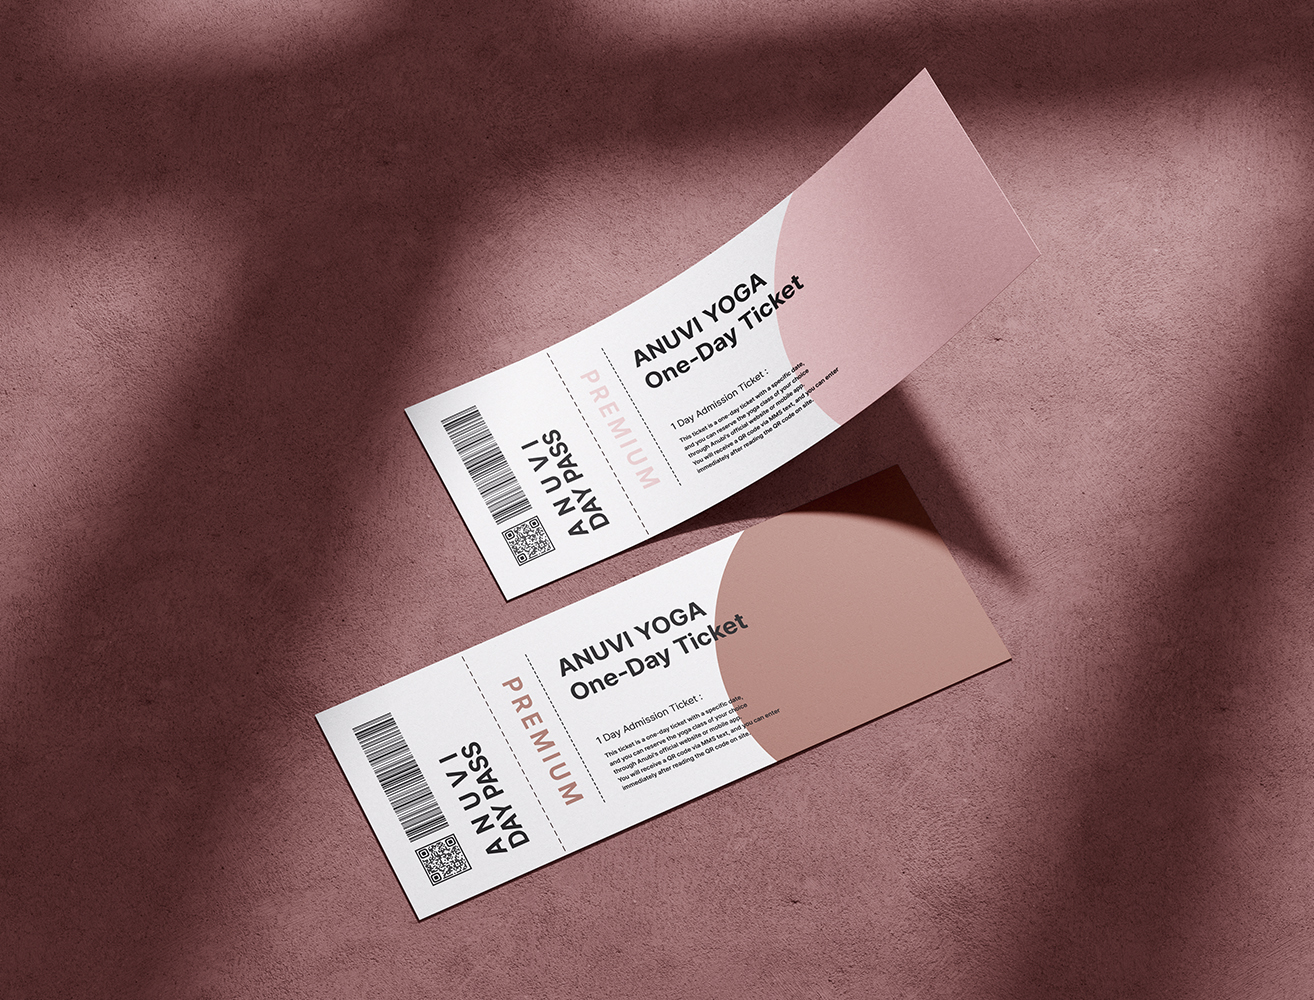 ANUVI YOGA
One-Day Ticket
1 Day Admission Ticket :
This ticket is a one-day ticket with a specific date,
and you can reserve the yoga class of your choice
through Anubi's official website or mobile app.
You will receive a QR code via MMS text, and you can enter
immediately after reading the QR code on site.
PREMIUM
ANUVI
DAY PASS
ANUVI YOGA
One-Day Ticket
1 Day Admission Ticket :
This ticket is a one-day ticket with a specific date,
and you can reserve the yoga class of your choice
through Anubi's official website or mobile app.
You will receive a QR code via MMS text, and you can enter
immediately after reading the QR code on site.
PREMIUM
ANUVI
DAY PASS